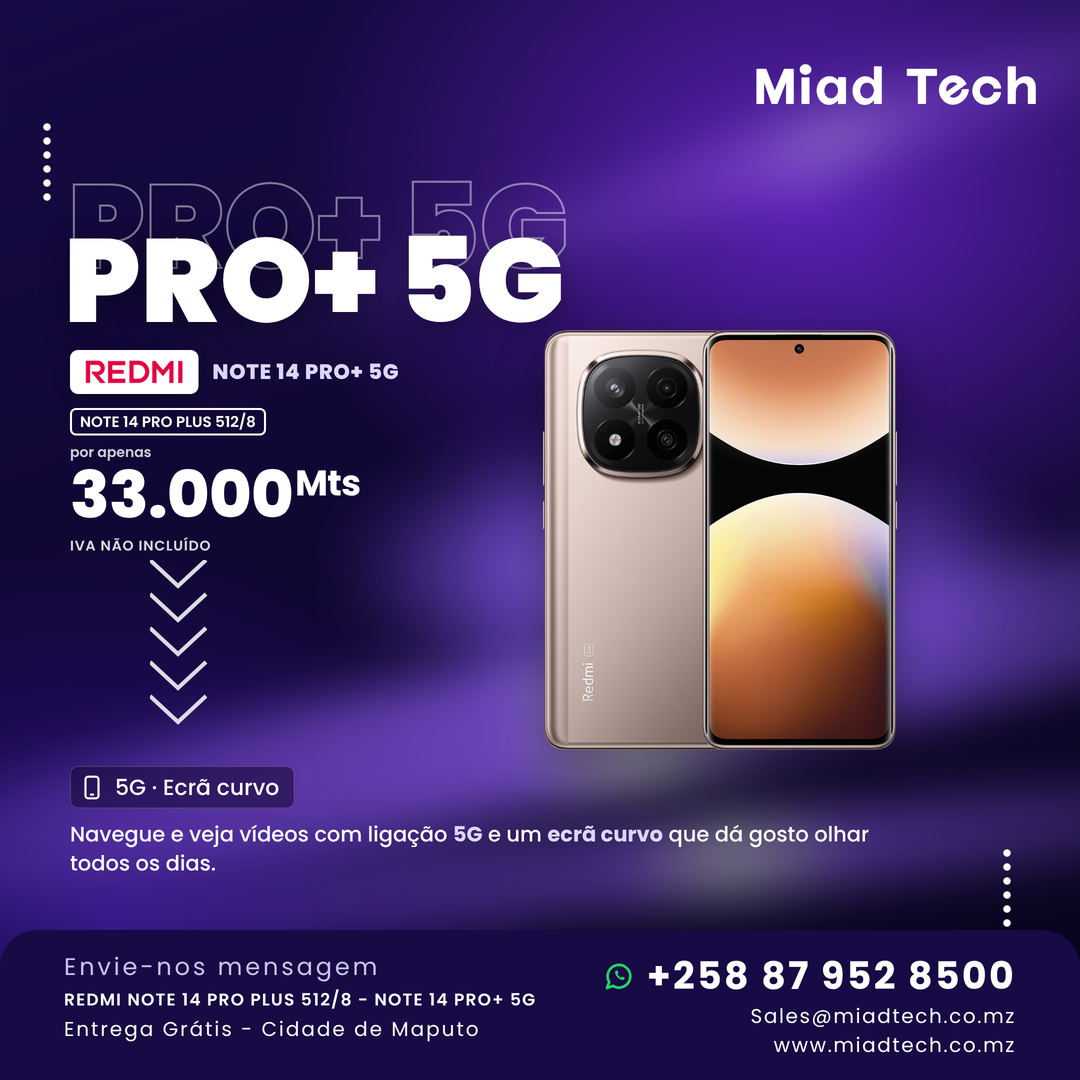 Miad Tech
PRO+ 5G
PRO+ 5G
REDMI NOTE 14 PRO+ 5G
NOTE 14 PRO PLUS 512/8
por apenas
33.000Mts
IVA NÃO INCLUÍDO
Redmi 5G
5G · Ecrã curvo
Navegue e veja vídeos com ligação 5G e um ecrã curvo que dá gosto olhar
todos os dias.
Envie-nos mensagem
REDMI NOTE 14 PRO PLUS 512/8 - NOTE 14 PRO+ 5G
Entrega Grátis - Cidade de Maputo
+258 87 952 8500
Sales@miadtech.co.mz
www.miadtech.co.mz